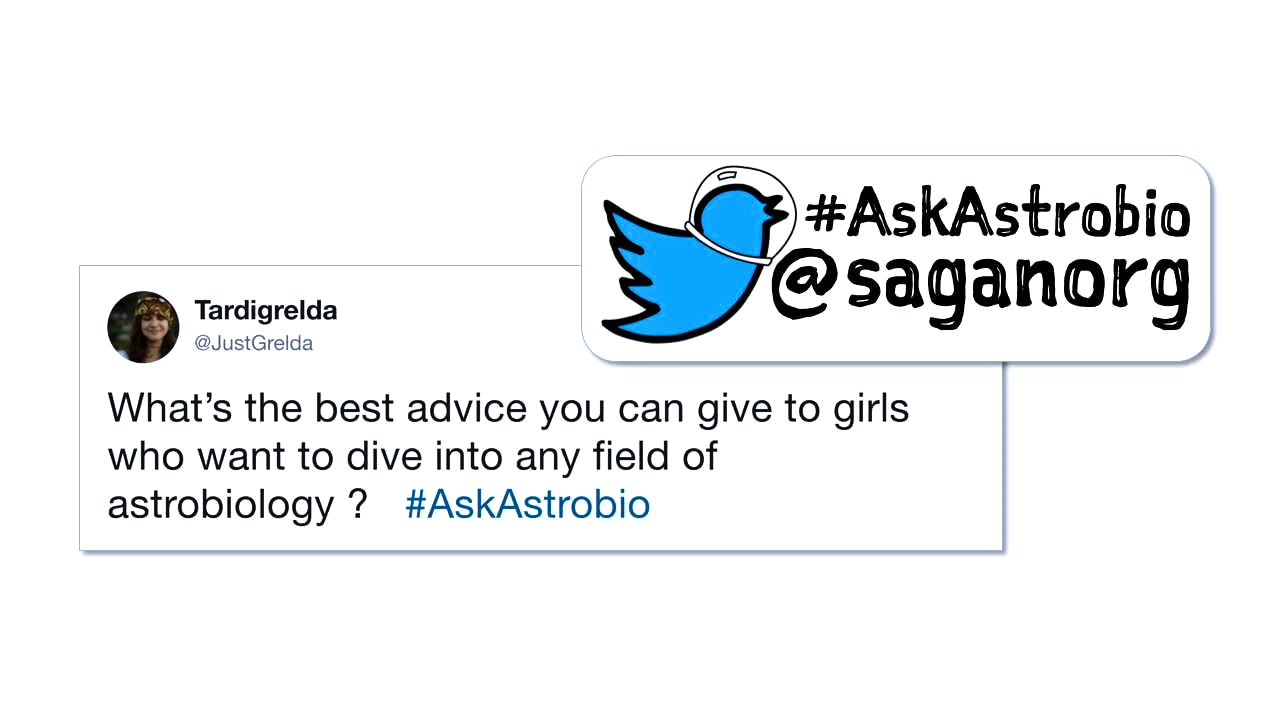 #AskAstrobio
@saganorg
Tardigrelda
@JustGrelda
What’s the best advice you can give to girls
who want to dive into any field of
astrobiology ? #AskAstrobio